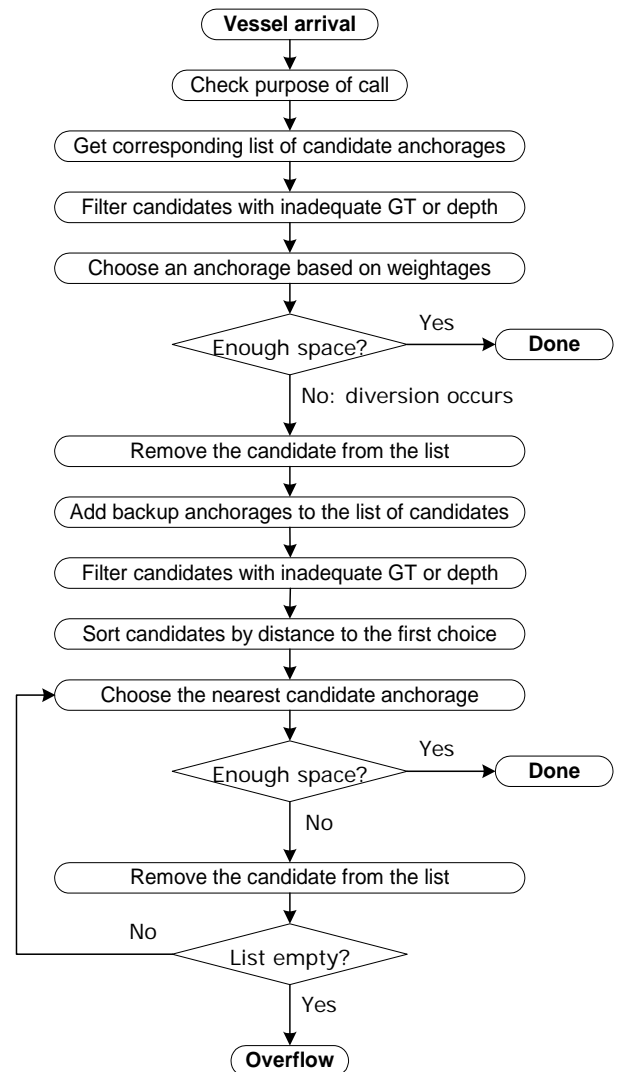 Vessel arrival
Check purpose of call
Get corresponding list of candidate anchorages
Filter candidates with inadequate GT or depth
Choose an anchorage based on weightages
Enough space?
Yes
Done
No: diversion occurs
Remove the candidate from the list
Add backup anchorages to the list of candidates
Filter candidates with inadequate GT or depth
Sort candidates by distance to the first choice
Choose the nearest candidate anchorage
Enough space?
Yes
Done
No
Remove the candidate from the list
No
List empty?
Yes
Overflow